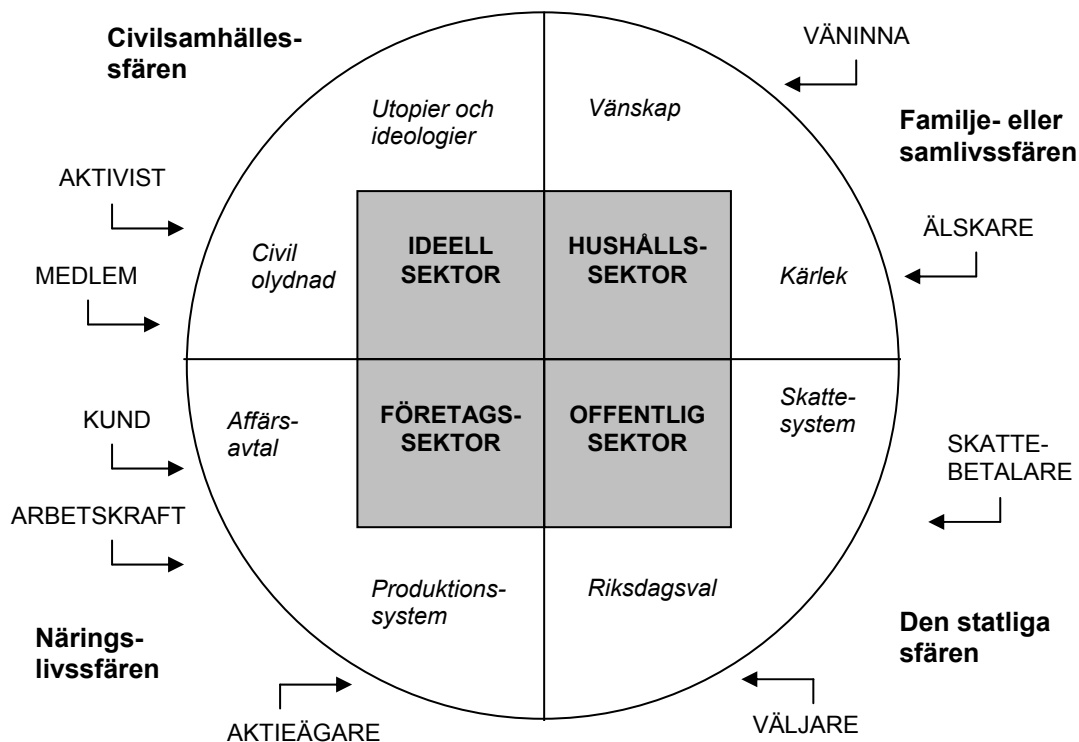 Civilsamhälles-
sfären
VÄNINNA
Utopier och
ideologier
Vänskap
Familje- eller
samlivssfären
AKTIVIST
IDEELL
SEKTOR
HUSHÅLLS-
SEKTOR
ÄLSKARE
Civil
olydnad
Kärlek
MEDLEM
KUND
Affärs-
avtal
FÖRETAGS-
SEKTOR
OFFENTLIG
SEKTOR
Skatte-
system
SKATTE-
BETALARE
ARBETSKRAFT
Produktions-
system
Riksdagsval
Närings-
livssfären
Den statliga
sfären
AKTIEÄGARE
VÄLJARE